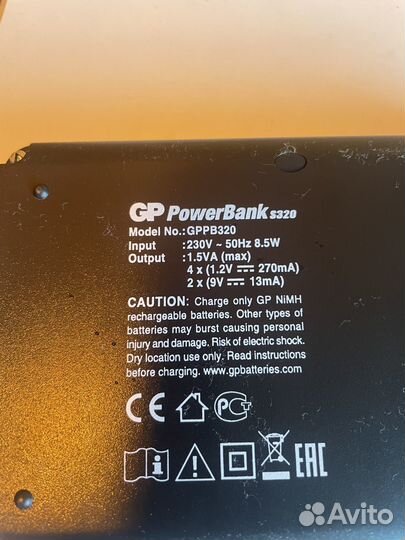 GP PowerBank S320
Model No.:GPPB320
Input :230V ~ 50Hz 8.5W
Output :1.5VA (max)
4 x (1.2V ⎓ 270mA)
2 x (9V ⎓ 13mA)
CAUTION: Charge only GP NiMH
rechargeable batteries. Other types of
batteries may burst causing personal
injury and damage. Risk of electric shock.
Dry location use only. Read instructions
before charging. www.gpbatteries.com
CE PC
EAC
Avito